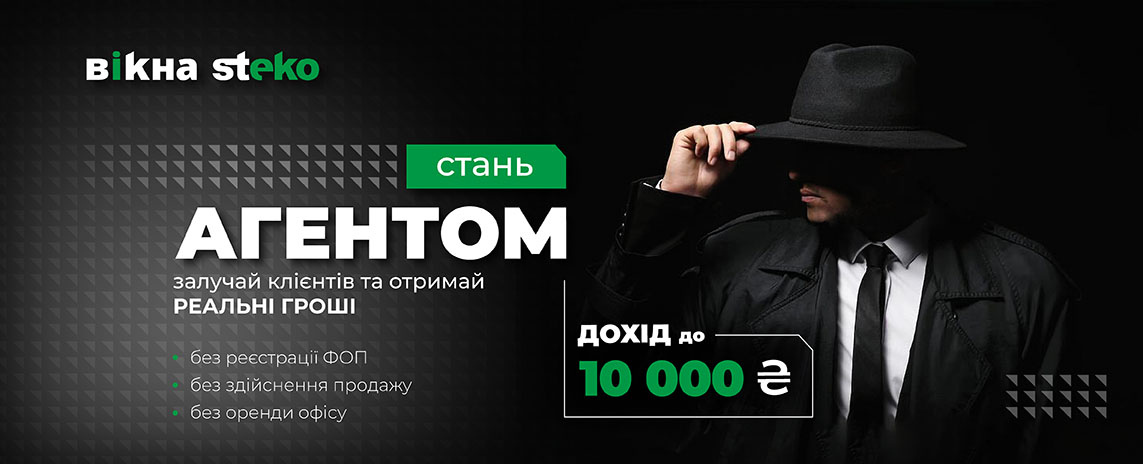 вікна steko
стань
АГЕНТОМ
залучай клієнтів та отримай
РЕАЛЬНІ ГРОШІ
• без реєстрації ФОП
• без здійснення продажу
• без оренди офісу
ДОХІД до
10 000 ₴